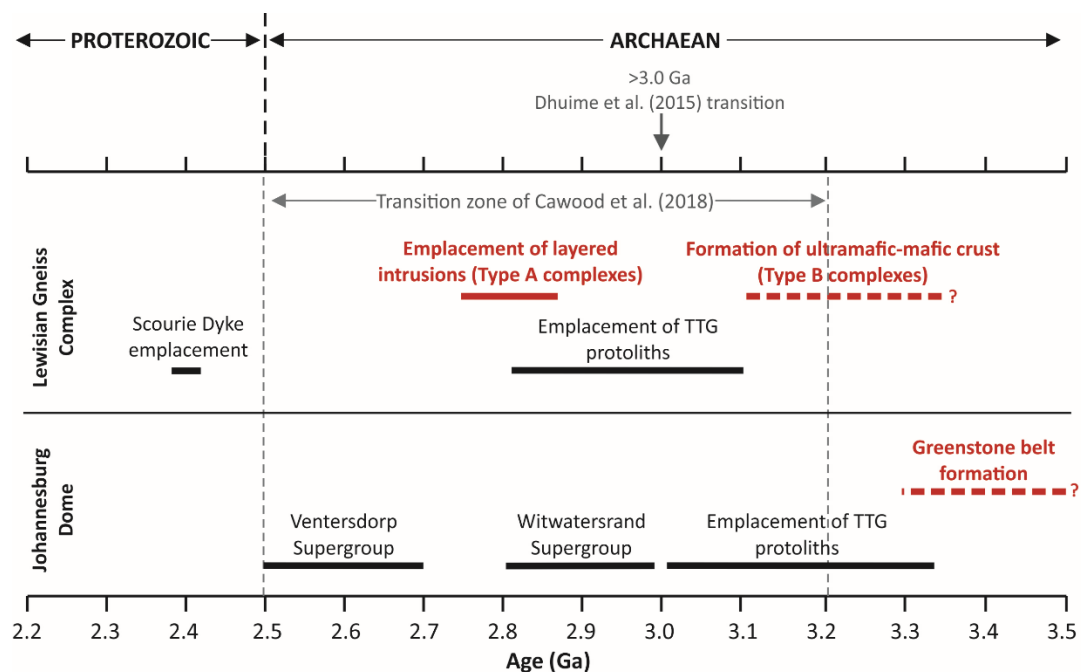 PROTEROZOIC
ARCHAEAN
>3.0 Ga
Dhuime et al. (2015) transition
Transition zone of Cawood et al. (2018)
Lewisian Gneiss
Complex
Emplacement of layered
intrusions (Type A complexes)
Formation of ultramafic-mafic crust
(Type B complexes)
?
Scourie Dyke
emplacement
Emplacement of TTG
protoliths
Johannesburg
Dome
Greenstone belt
formation
?
Ventersdorp
Supergroup
Witwatersrand
Supergroup
Emplacement of TTG
protoliths
2.2 2.3 2.4 2.5 2.6 2.7 2.8 2.9 3.0 3.1 3.2 3.3 3.4 3.5
Age (Ga)